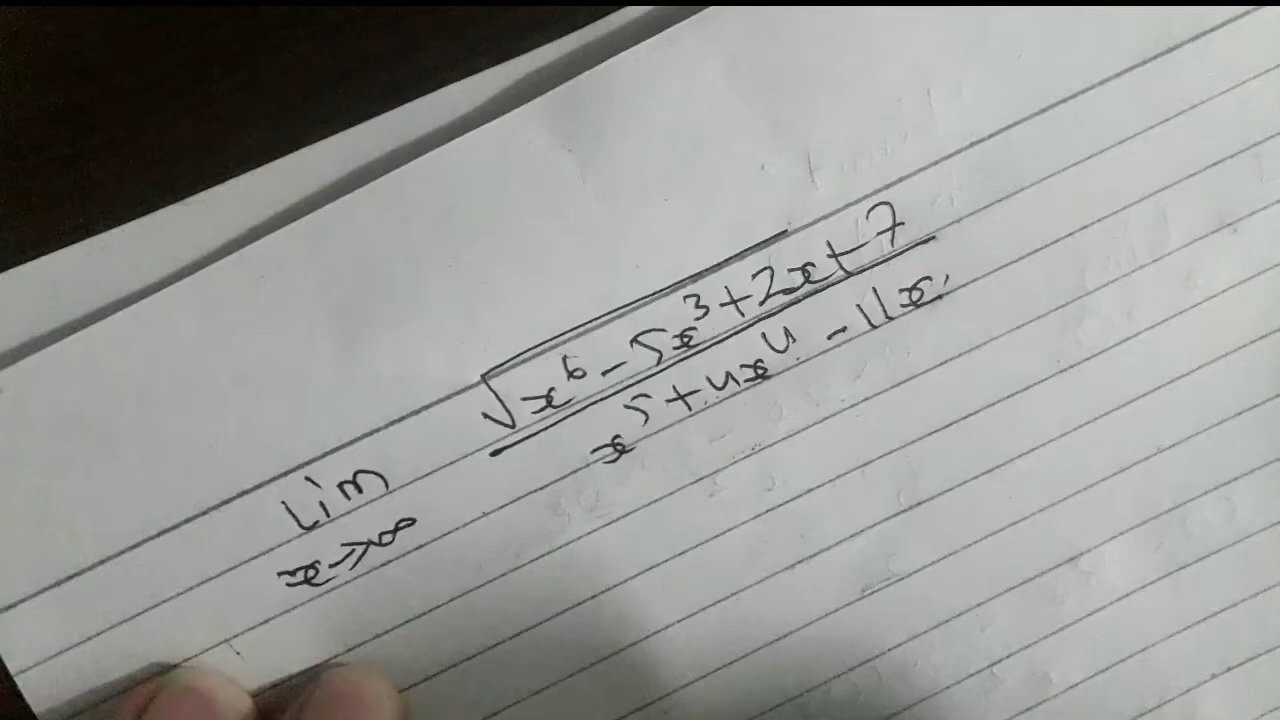 lim x→∞ √(x⁶ - 5x³ + 2x + 7) / (x⁵ + 4x⁴ - 11x)